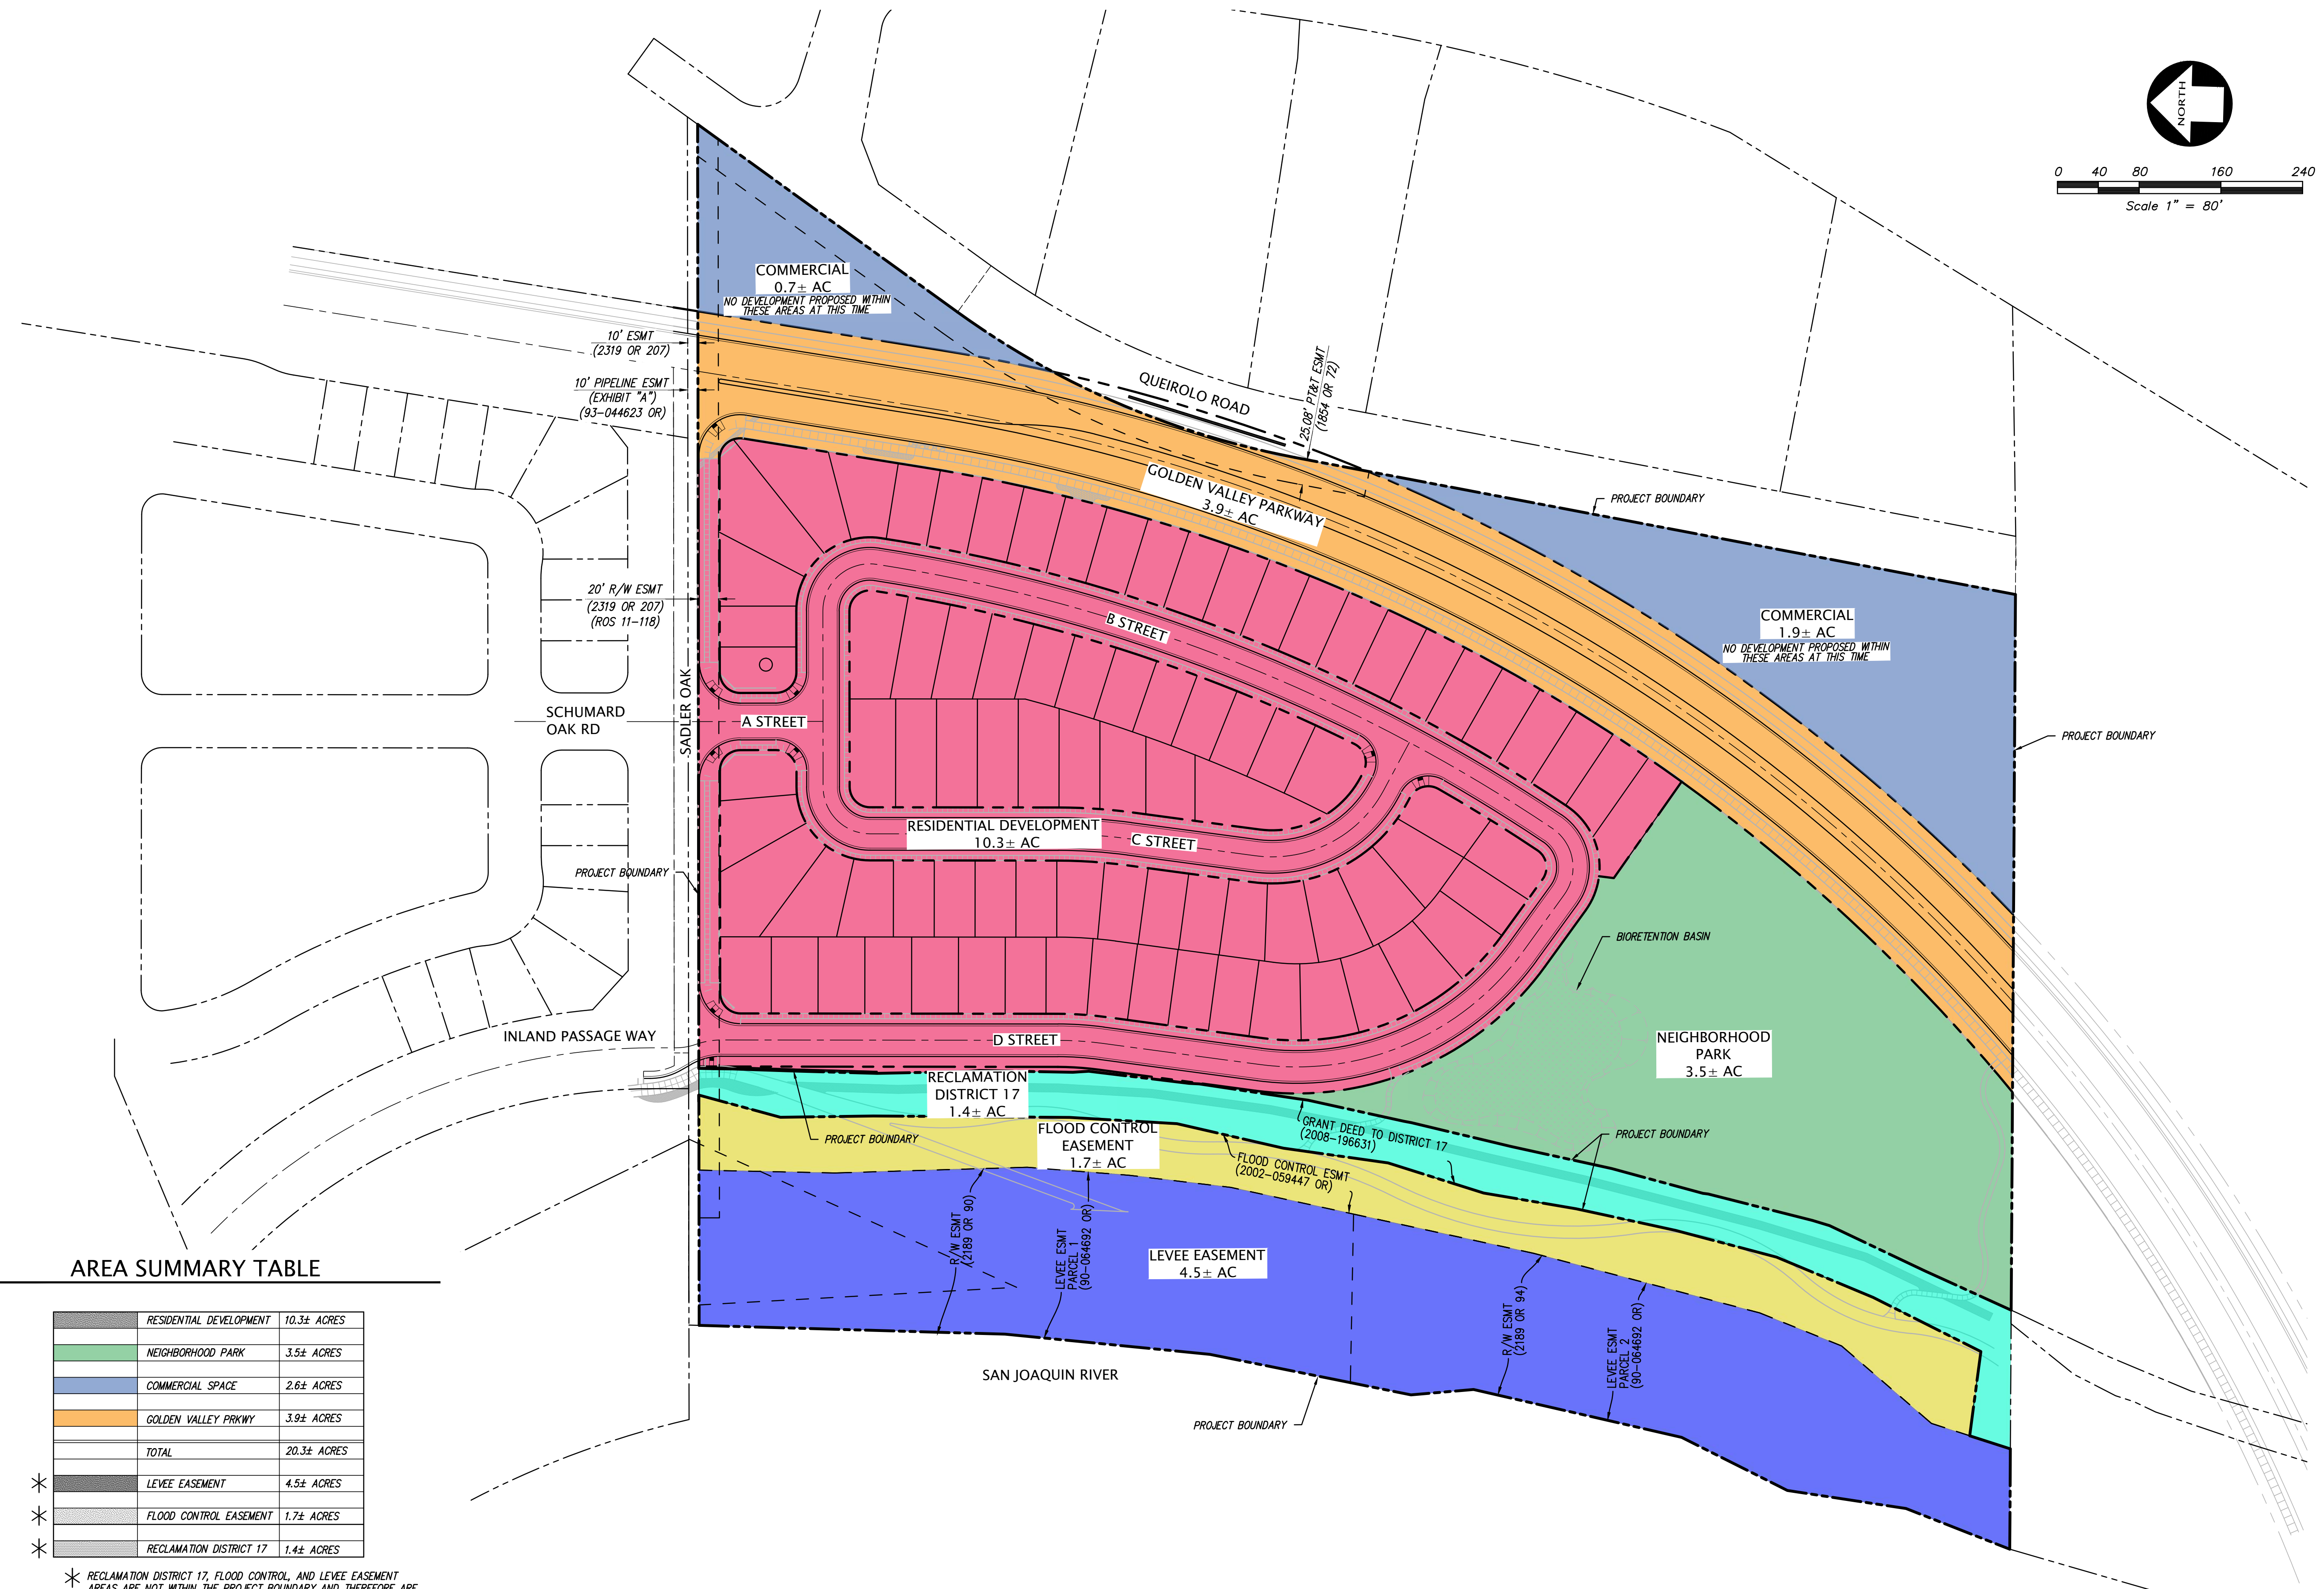 NORTH
0 40 80 160 240
Scale 1" = 80'
COMMERCIAL
0.7± AC
NO DEVELOPMENT PROPOSED WITHIN
THESE AREAS AT THIS TIME
10' ESMT
(2319 OR 207)
10' PIPELINE ESMT
(EXHIBIT "A")
(93-044623 OR)
QUEIROLO ROAD
25.08' PT&T ESMT
(1854 OR 72)
GOLDEN VALLEY PARKWAY
3.9± AC
PROJECT BOUNDARY
20' R/W ESMT
(2319 OR 207)
(ROS 11-118)
B STREET
COMMERCIAL
1.9± AC
NO DEVELOPMENT PROPOSED WITHIN
THESE AREAS AT THIS TIME
SADLER OAK
SCHUMARD
OAK RD
A STREET
PROJECT BOUNDARY
RESIDENTIAL DEVELOPMENT
10.3± AC
C STREET
PROJECT BOUNDARY
BIORETENTION BASIN
INLAND PASSAGE WAY
D STREET
NEIGHBORHOOD
PARK
3.5± AC
RECLAMATION
DISTRICT 17
1.4± AC
PROJECT BOUNDARY
FLOOD CONTROL
EASEMENT
1.7± AC
GRANT DEED TO DISTRICT 17
(2008-196631)
PROJECT BOUNDARY
FLOOD CONTROL ESMT
(2002-059447 OR)
R/W ESMT
(2189 OR 90)
LEVEE ESMT
PARCEL 1
(90-064692 OR)
LEVEE EASEMENT
4.5± AC
R/W ESMT
(2189 OR 94)
LEVEE ESMT
PARCEL 2
(90-064692 OR)
SAN JOAQUIN RIVER
PROJECT BOUNDARY
AREA SUMMARY TABLE
RESIDENTIAL DEVELOPMENT 10.3± ACRES
NEIGHBORHOOD PARK 3.5± ACRES
COMMERCIAL SPACE 2.6± ACRES
GOLDEN VALLEY PRKWY 3.9± ACRES
TOTAL 20.3± ACRES
LEVEE EASEMENT 4.5± ACRES
FLOOD CONTROL EASEMENT 1.7± ACRES
RECLAMATION DISTRICT 17 1.4± ACRES
RECLAMATION DISTRICT 17, FLOOD CONTROL, AND LEVEE EASEMENT
AREAS ARE NOT WITHIN THE PROJECT BOUNDARY AND THEREFORE ARE